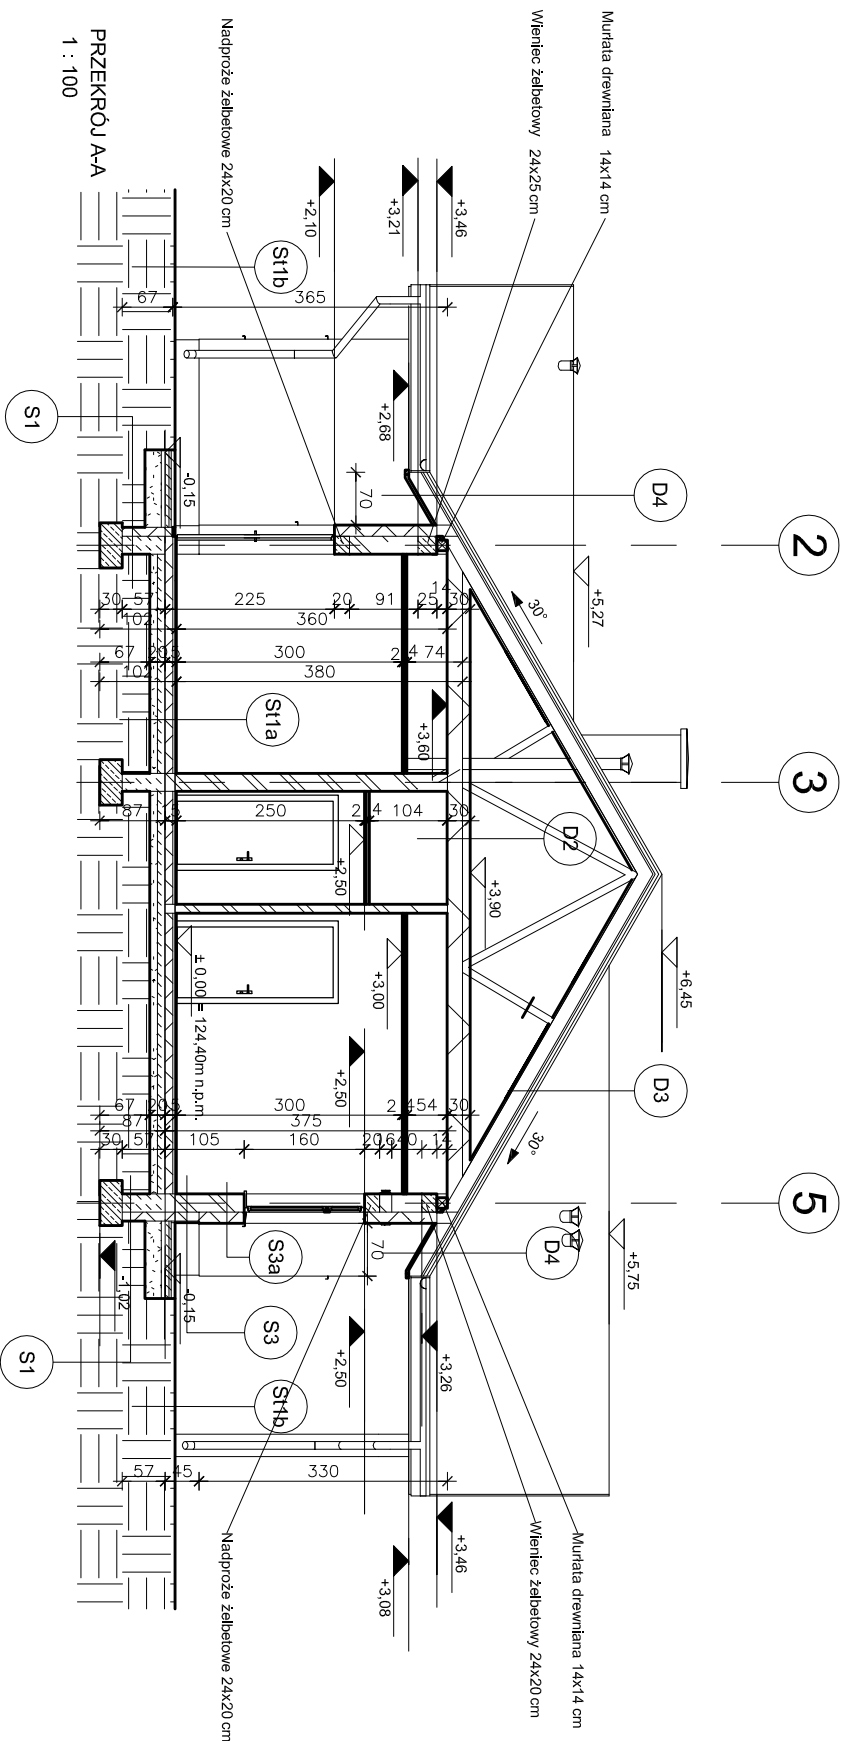 Murłata drewniana 14x14 cm
Wieniec żelbetowy 24x25 cm
Nadproże żelbetowe 24x20 cm
PRZEKRÓJ A-A
1 : 100
+3,46
+3,21
+2,10
St1b
67
365
S1
+2,68
-0,15
70
D4
2
+5,27
30°
30
57
225
20
91
25
14
30
102
360
67
300
74
102
380
St1a
+3,60
3
87
250
104
30
D2
+2,50
+3,90
± 0,00 = 124,40m n.p.m.
+3,00
+6,45
+2,50
D3
67
300
30
87
375
30
57
105
160
30°
5
S3a
70
D4
+5,75
-1,02
-0,15
S3
+2,50
+3,26
S1
St1b
57
45
330
+3,46
+3,08
Murłata drewniana 14x14 cm
Wieniec żelbetowy 24x20 cm
Nadproże żelbetowe 24x20 cm